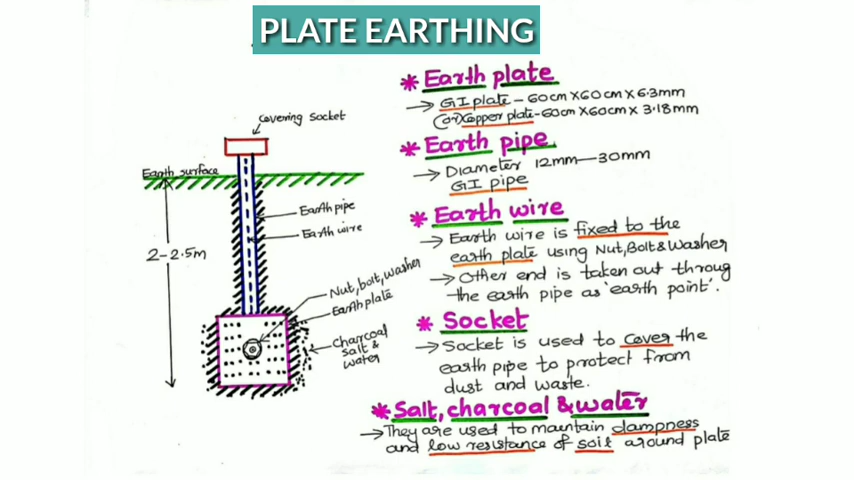 PLATE EARTHING
* Earth plate
→ GI plate - 60cm X60cm X 6.3mm
(or) Copper plate-60cm X60cm X 3.18mm
* Earth pipe
→ Diameter 12mm—30mm
GI pipe
* Earth wire
→ Earth wire is fixed to the
earth plate using Nut,Bolt & Washer
→ Other end is taken out throug
the earth pipe as 'earth point'.
* Socket
→ Socket is used to cover the
earth pipe to protect from
dust and waste.
* Salt, charcoal & water
→ They are used to maintain dampness
and low resistance of soil around plate
Covering socket
Earth surface
Earth pipe
Earth wire
2-2.5m
Nut, bolt, washer
Earth plate
Charcoal
salt &
water